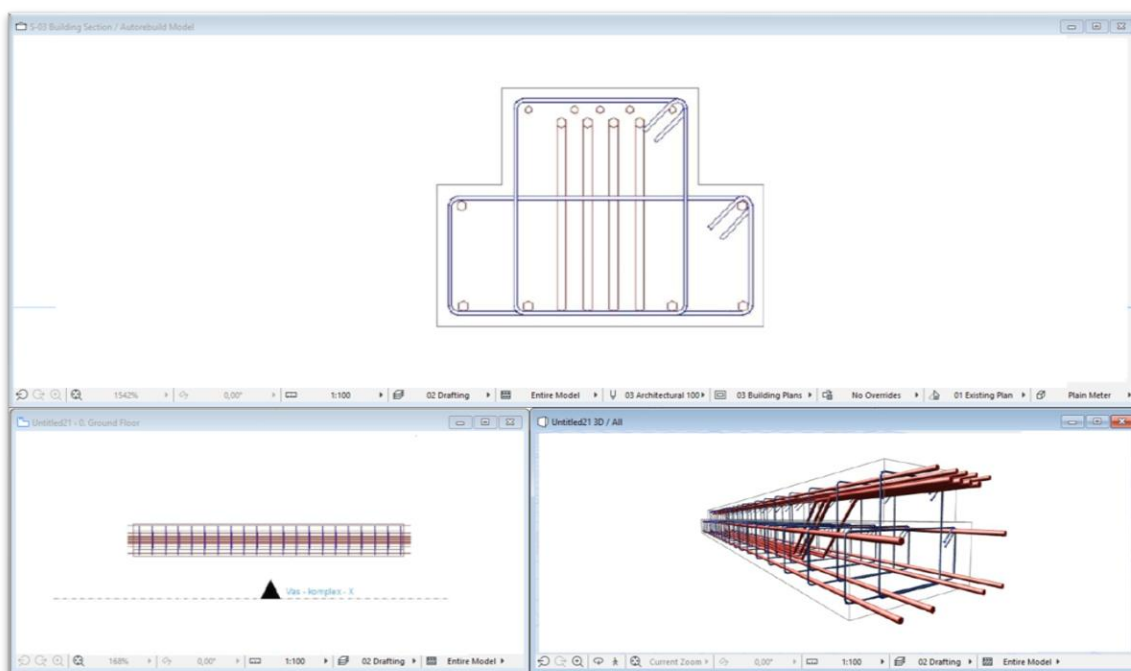 S-03 Building Section / Autorebuild Model
1542% 0,00° 1:100 02 Drafting Entire Model 03 Architectural 100 03 Building Plans No Overrides 01 Existing Plan Plain Meter
Untitled21 - 0. Ground Floor
Vas - komplex - X
168% 0,00° 1:100 02 Drafting Entire Model
Untitled21 3D / All
Current Zoom 0,00° 1:100 02 Drafting Entire Model